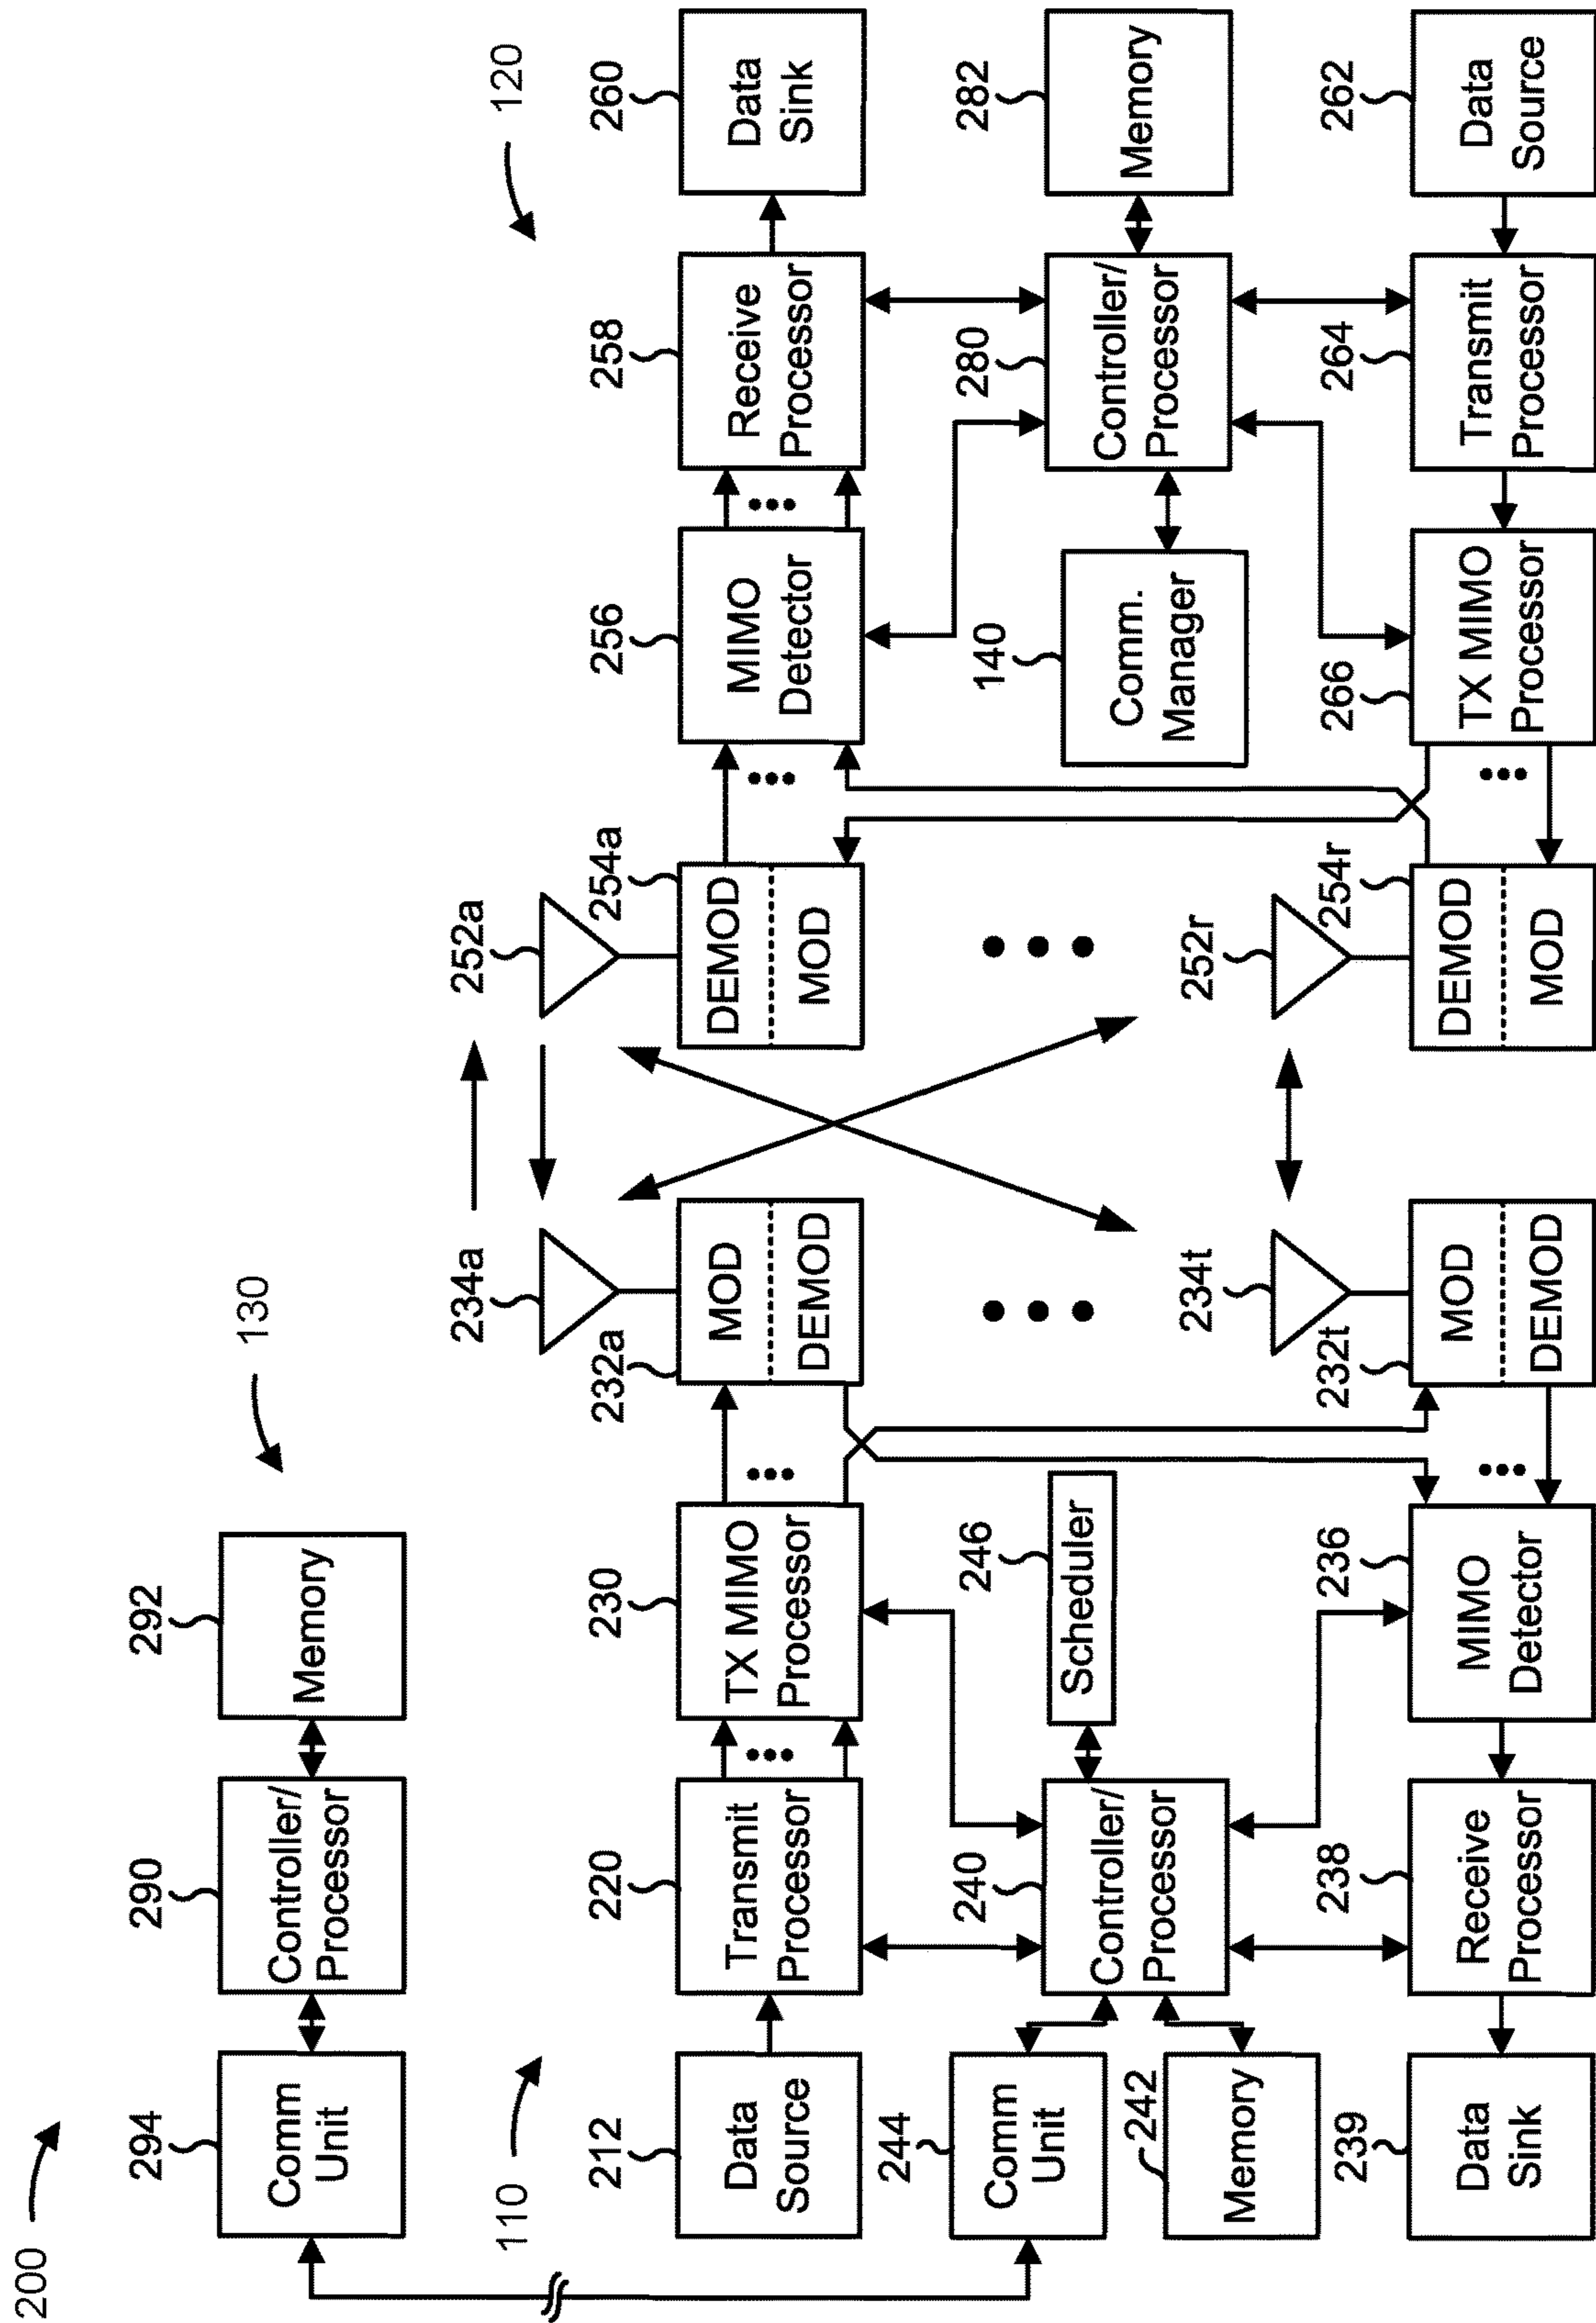 200
130
294
290
292
Comm
Unit
Controller/
Processor
Memory
110
120
212
220
230
232a
234a
252a
254a
256
258
260
Data
Source
Transmit
Processor
TX MIMO
Processor
MOD
DEMOD
DEMOD
MOD
MIMO
Detector
Receive
Processor
Data
Sink
244
240
246
140
280
282
Comm
Unit
242
Memory
Controller/
Processor
Scheduler
Comm.
Manager
Controller/
Processor
Memory
239
238
236
232t
234t
252r
254r
266
264
262
Data
Sink
Receive
Processor
MIMO
Detector
MOD
DEMOD
DEMOD
MOD
TX MIMO
Processor
Transmit
Processor
Data
Source